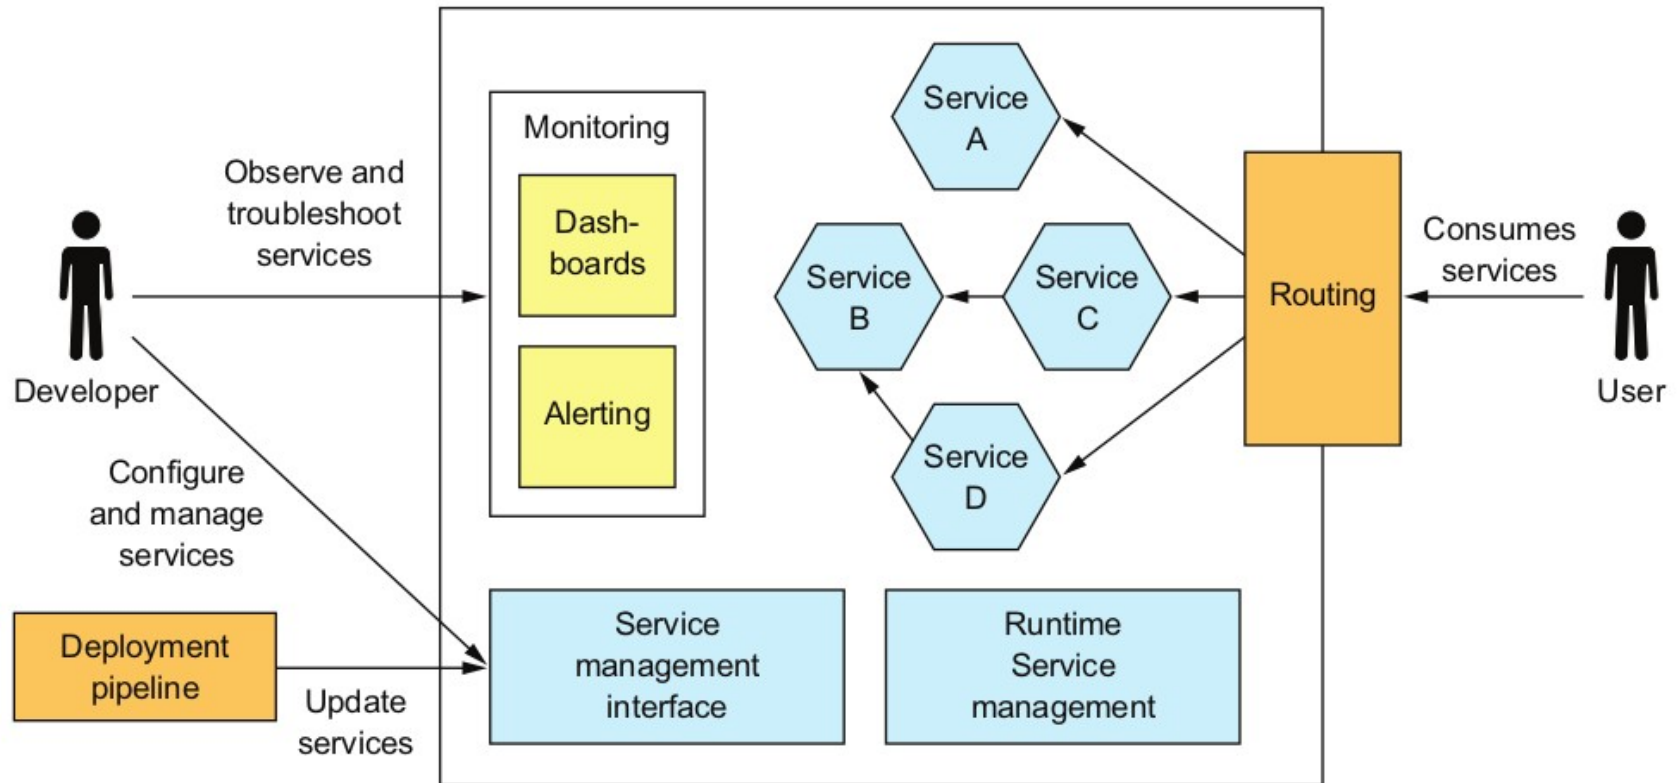 Monitoring
Dash-
boards
Alerting
Service
A
Service
B
Service
C
Service
D
Routing
Consumes
services
User
Observe and
troubleshoot
services
Developer
Configure
and manage
services
Deployment
pipeline
Update
services
Service
management
interface
Runtime
Service
management